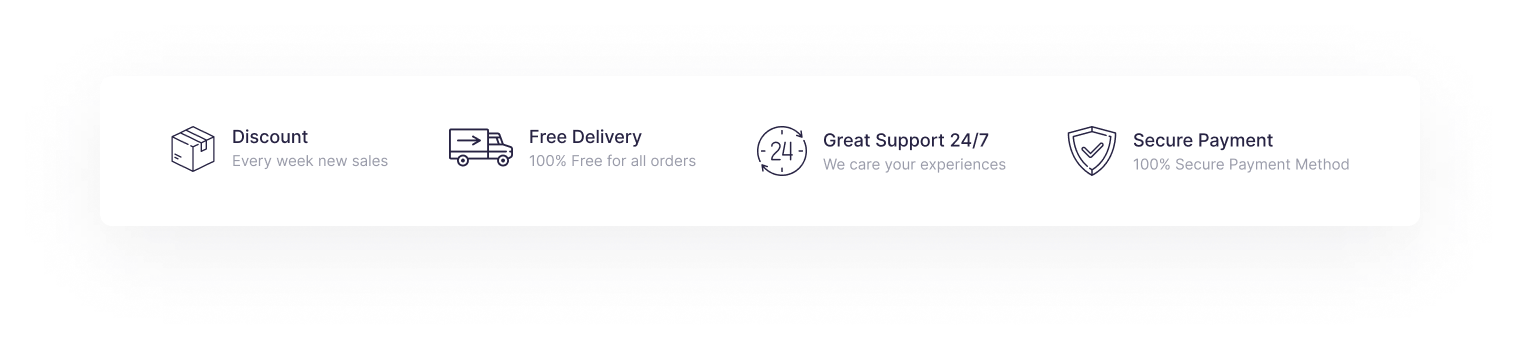 Discount
Every week new sales
Free Delivery
100% Free for all orders
24
Great Support 24/7
We care your experiences
Secure Payment
100% Secure Payment Method